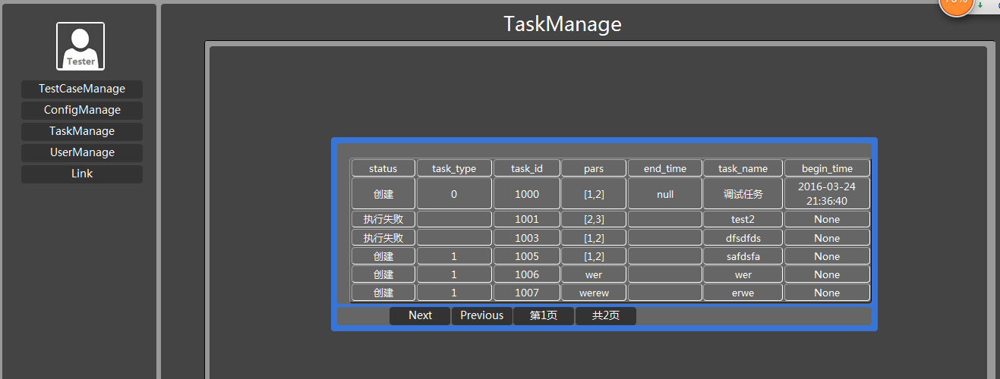 TaskManage
Tester
TestCaseManage
ConfigManage
TaskManage
UserManage
Link
status task_type task_id pars end_time task_name begin_time
创建 0 1000 [1,2] null 调试任务 2016-03-24
21:36:40
执行失败 1001 [2,3] test2 None
执行失败 1003 [1,2] dfsdfds None
创建 1 1005 [1,2] safdsfa None
创建 1 1006 wer wer None
创建 1 1007 werew erwe None
Next Previous 第1页 共2页